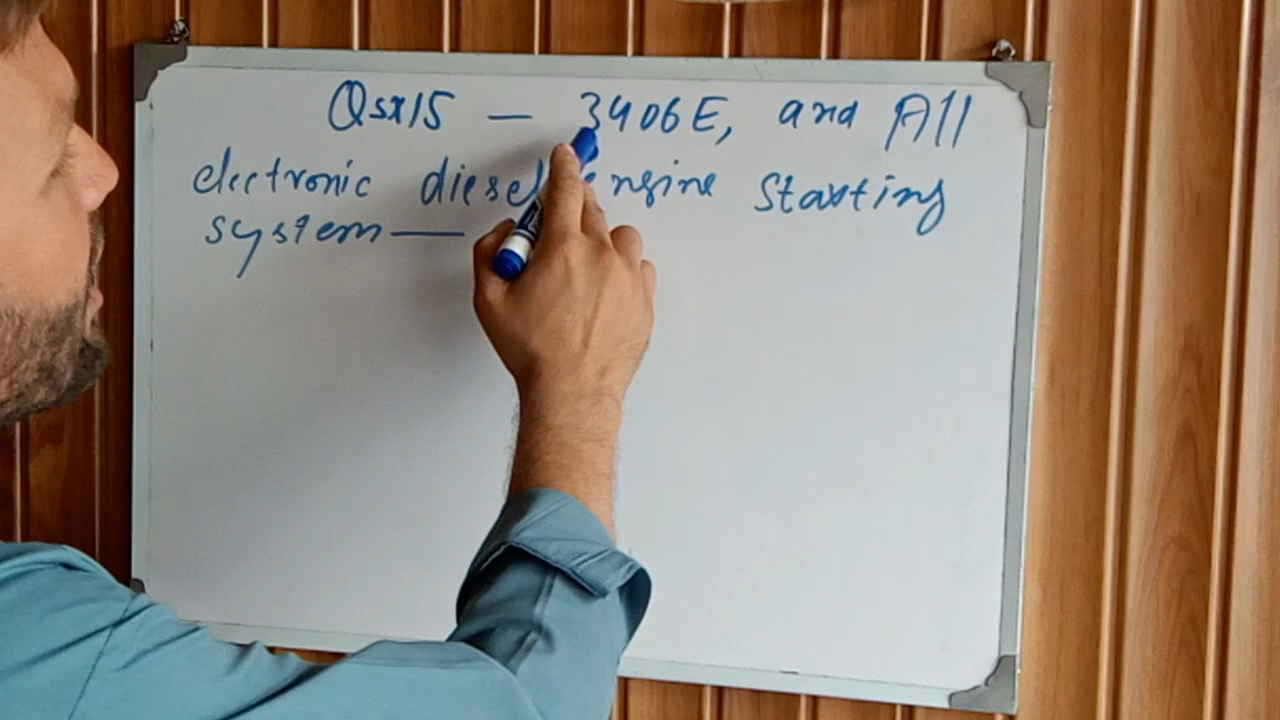 Qsx15 — 3406E, and All
electronic diesel engine Starting
system —